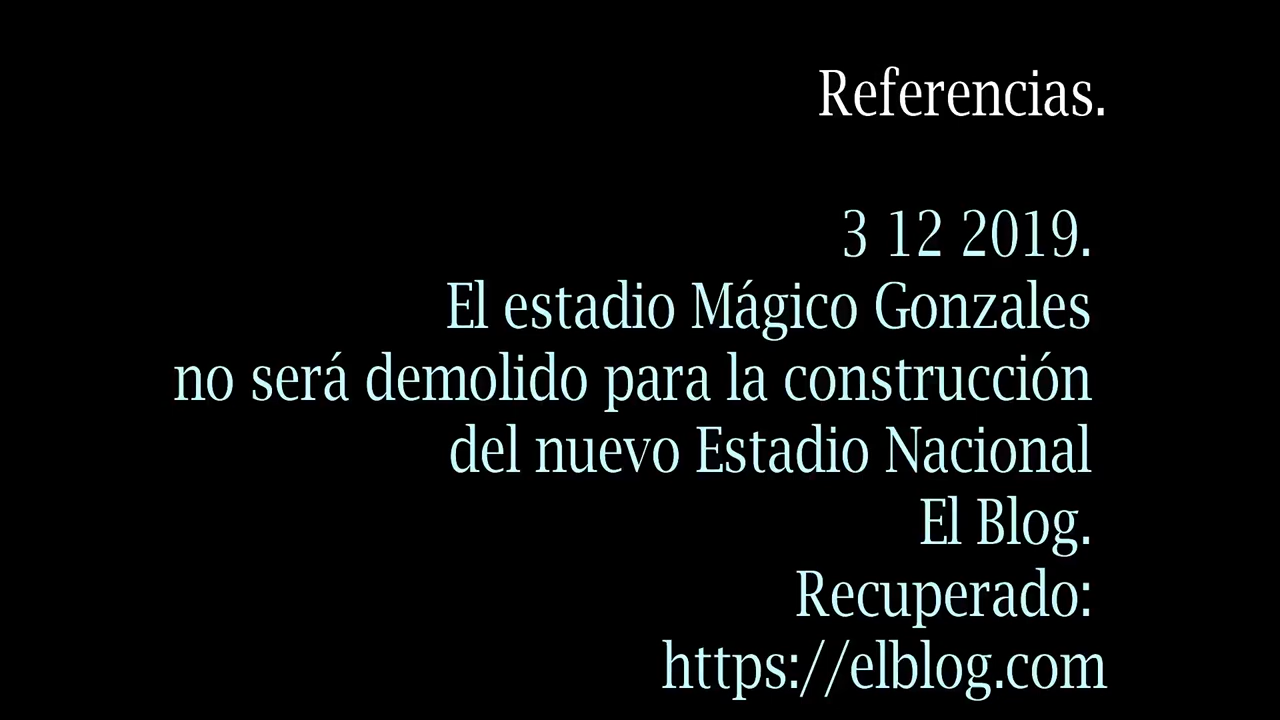 Referencias.
3 12 2019.
El estadio Mágico Gonzales
no será demolido para la construcción
del nuevo Estadio Nacional
El Blog.
Recuperado:
https://elblog.com